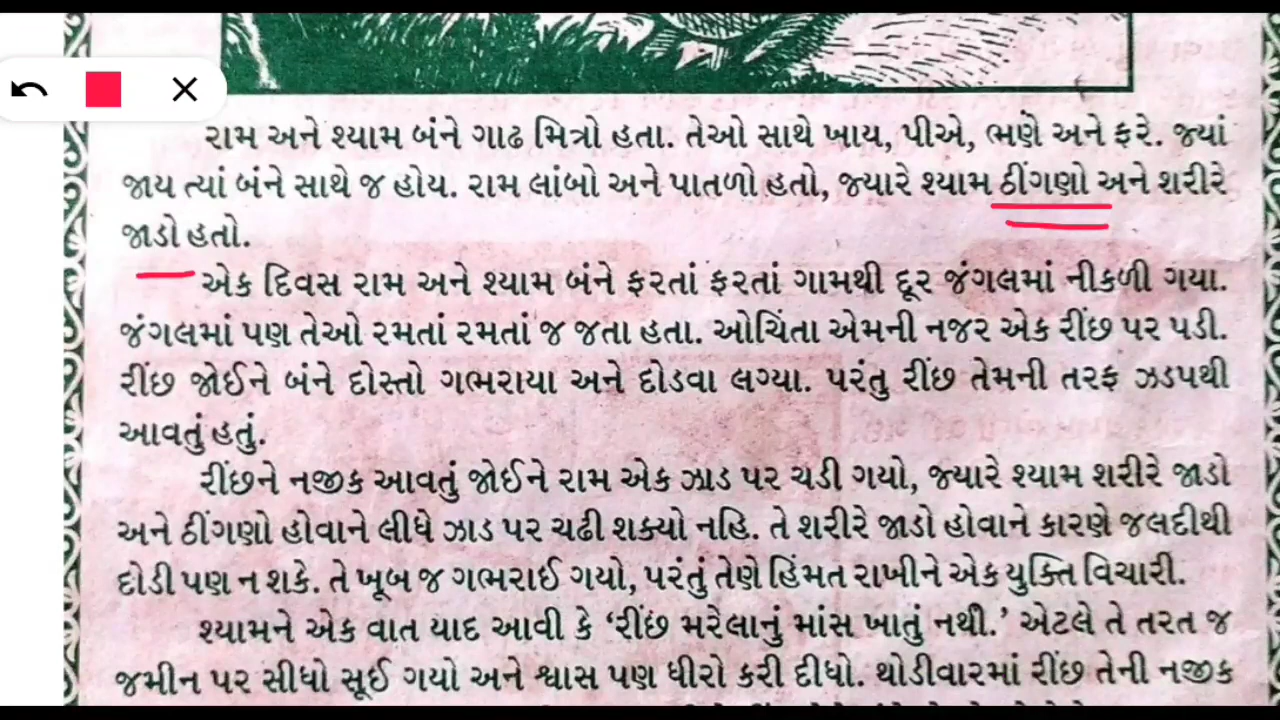 રામ અને શ્યામ બંને ગાઢ મિત્રો હતા. તેઓ સાથે ખાય, પીએ, ભણે અને ફરે. જ્યાં
જાય ત્યાં બંને સાથે જ હોય. રામ લાંબો અને પાતળો હતો, જ્યારે શ્યામ ઠીંગણો અને શરીરે
જાડો હતો.
એક દિવસ રામ અને શ્યામ બંને ફરતાં ફરતાં ગામથી દૂર જંગલમાં નીકળી ગયા.
જંગલમાં પણ તેઓ રમતાં રમતાં જ જતા હતા. ઓચિંતા એમની નજર એક રીંછ પર પડી.
રીંછ જોઈને બંને દોસ્તો ગભરાયા અને દોડવા લગ્યા. પરંતુ રીંછ તેમની તરફ ઝડપથી
આવતું હતું.
રીંછને નજીક આવતું જોઈને રામ એક ઝાડ પર ચડી ગયો, જ્યારે શ્યામ શરીરે જાડો
અને ઠીંગણો હોવાને લીધે ઝાડ પર ચઢી શક્યો નહિ. તે શરીરે જાડો હોવાને કારણે જલદીથી
દોડી પણ ન શકે. તે ખૂબ જ ગભરાઈ ગયો, પરંતું તેણે હિંમત રાખીને એક યુક્તિ વિચારી.
શ્યામને એક વાત યાદ આવી કે ‘રીંછ મરેલાનું માંસ ખાતું નથી.’ એટલે તે તરત જ
જમીન પર સીધો સૂઈ ગયો અને શ્વાસ પણ ધીરો કરી દીધો. થોડીવારમાં રીંછ તેની નજીક